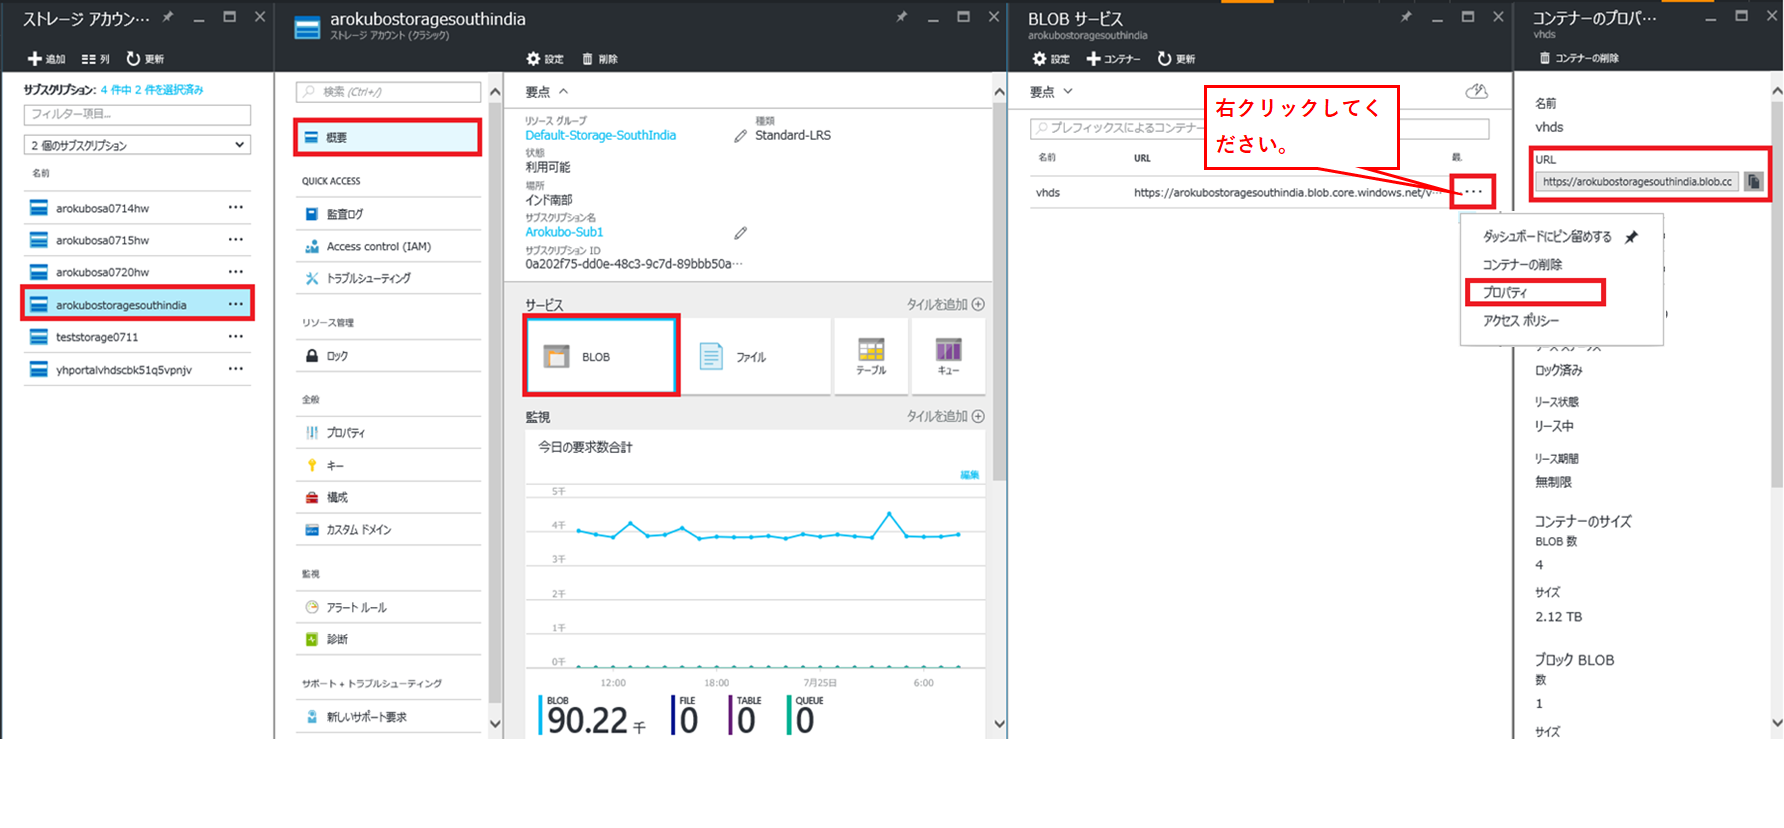 ストレージ アカウン…
追加
列
更新
サブスクリプション: 4 件中 2 件を選択済み
フィルター項目...
2 個のサブスクリプション
名前
arokubosa0714hw
arokubosa0715hw
arokubosa0720hw
arokubostoragesouthindia
teststorage0711
yhportalvhdscbk51q5vpnjv
arokubostoragesouthindia
ストレージ アカウント (クラシック)
設定
削除
検索 (Ctrl+/)
概要
QUICK ACCESS
監査ログ
Access control (IAM)
トラブルシューティング
リソース管理
ロック
全般
プロパティ
キー
構成
カスタム ドメイン
監視
アラート ルール
診断
サポート + トラブルシューティング
新しいサポート要求
要点
リソース グループ
Default-Storage-SouthIndia
種類
Standard-LRS
状態
利用可能
場所
インド南部
サブスクリプション名
Arokubo-Sub1
サブスクリプション ID
0a202f75-dd0e-48c3-9c7d-89bbb50a…
サービス
タイルを追加
BLOB
ファイル
テーブル
キュー
監視
タイルを追加
今日の要求数合計
編集
5千
4千
3千
2千
1千
0千
12:00
18:00
7月25日
6:00
BLOB
90.22 千
FILE
0
TABLE
0
QUEUE
0
BLOB サービス
arokubostoragesouthindia
設定
コンテナー
更新
要点
プレフィックスによるコンテナー
名前
URL
最.
vhds
https://arokubostoragesouthindia.blob.core.windows.net/v…
右クリックしてく
ださい。
ダッシュボードにピン留めする
コンテナーの削除
プロパティ
アクセス ポリシー
コンテナーのプロパ…
vhds
コンテナーの削除
名前
vhds
URL
https://arokubostoragesouthindia.blob.cc
ロック済み
リース状態
リース中
リース期間
無制限
コンテナーのサイズ
BLOB 数
4
サイズ
2.12 TB
ブロック BLOB
数
1
サイズ